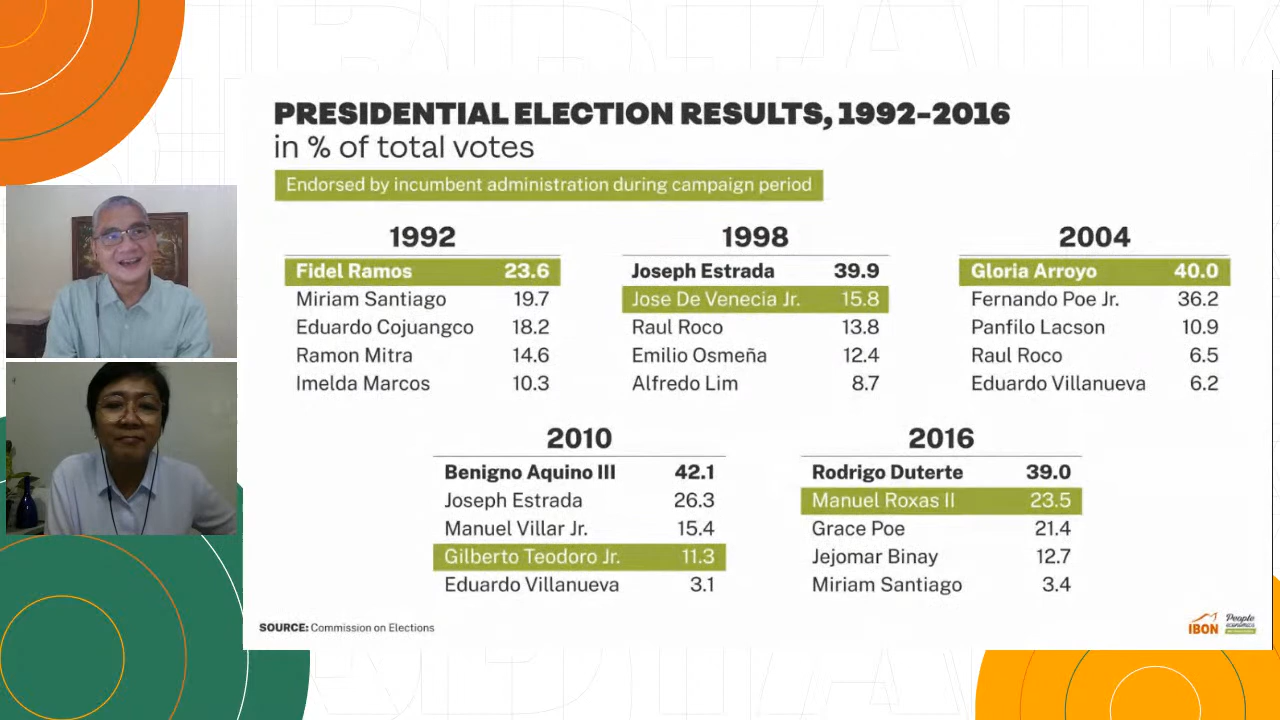 PRESIDENTIAL ELECTION RESULTS, 1992-2016
in % of total votes
Endorsed by incumbent administration during campaign period
1992
Fidel Ramos 23.6
Miriam Santiago 19.7
Eduardo Cojuangco 18.2
Ramon Mitra 14.6
Imelda Marcos 10.3
1998
Joseph Estrada 39.9
Jose De Venecia Jr. 15.8
Raul Roco 13.8
Emilio Osmeña 12.4
Alfredo Lim 8.7
2004
Gloria Arroyo 40.0
Fernando Poe Jr. 36.2
Panfilo Lacson 10.9
Raul Roco 6.5
Eduardo Villanueva 6.2
2010
Benigno Aquino III 42.1
Joseph Estrada 26.3
Manuel Villar Jr. 15.4
Gilberto Teodoro Jr. 11.3
Eduardo Villanueva 3.1
2016
Rodrigo Duterte 39.0
Manuel Roxas II 23.5
Grace Poe 21.4
Jejomar Binay 12.7
Miriam Santiago 3.4
SOURCE: Commission on Elections
IBON
People
economics